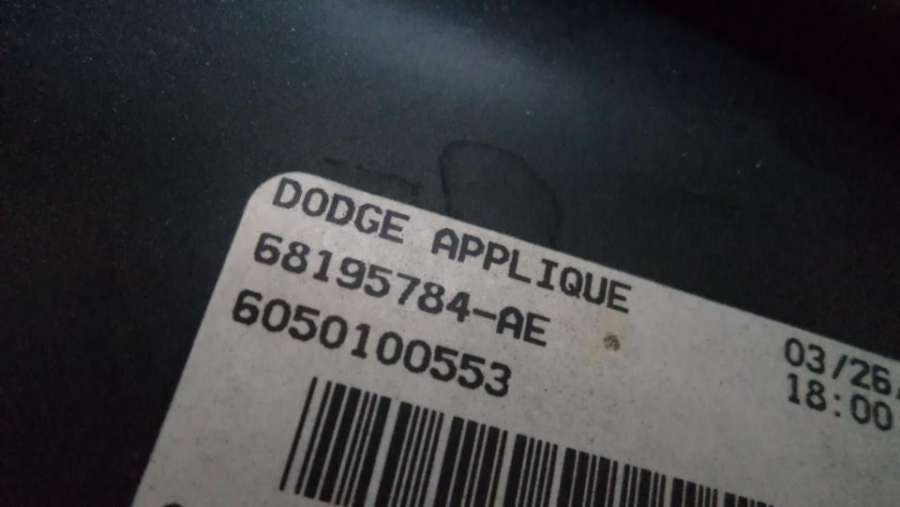 DODGE APPLIQUE
68195784-AE
6050100553
03/26
18:00